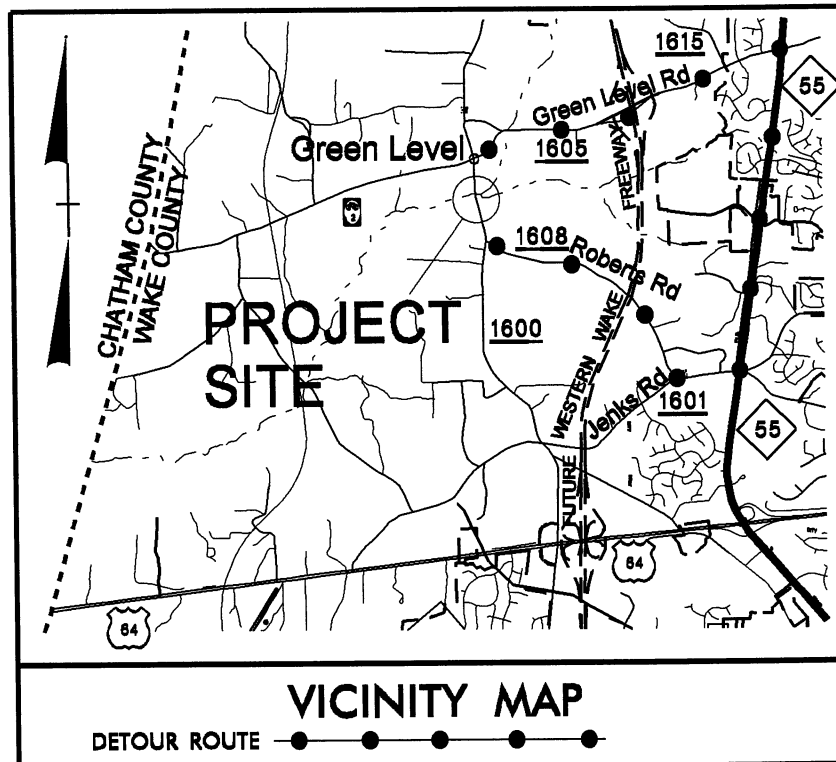 1615
55
Green Level Rd
Green Level
1605
FREEWAY
CHATHAM COUNTY
WAKE COUNTY
1608
Roberts Rd
PROJECT
SITE
1600
WAKE
WESTERN
Jenks Rd
1601
55
FUTURE
64
64
VICINITY MAP
DETOUR ROUTE